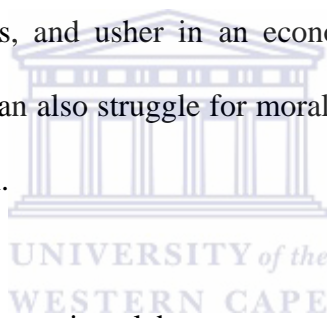 s, and usher in an econo
an also struggle for moral
.
UNIVERSITY of the
WESTERN CAPE